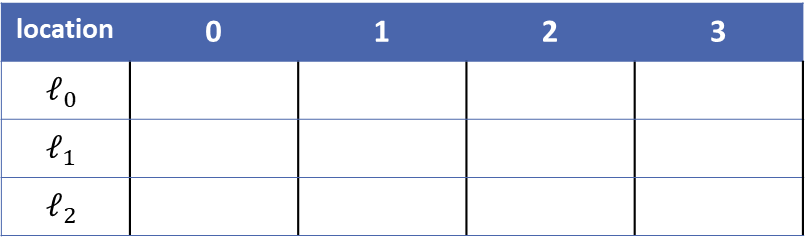 location 0 1 2 3
ℓ₀
ℓ₁
ℓ₂